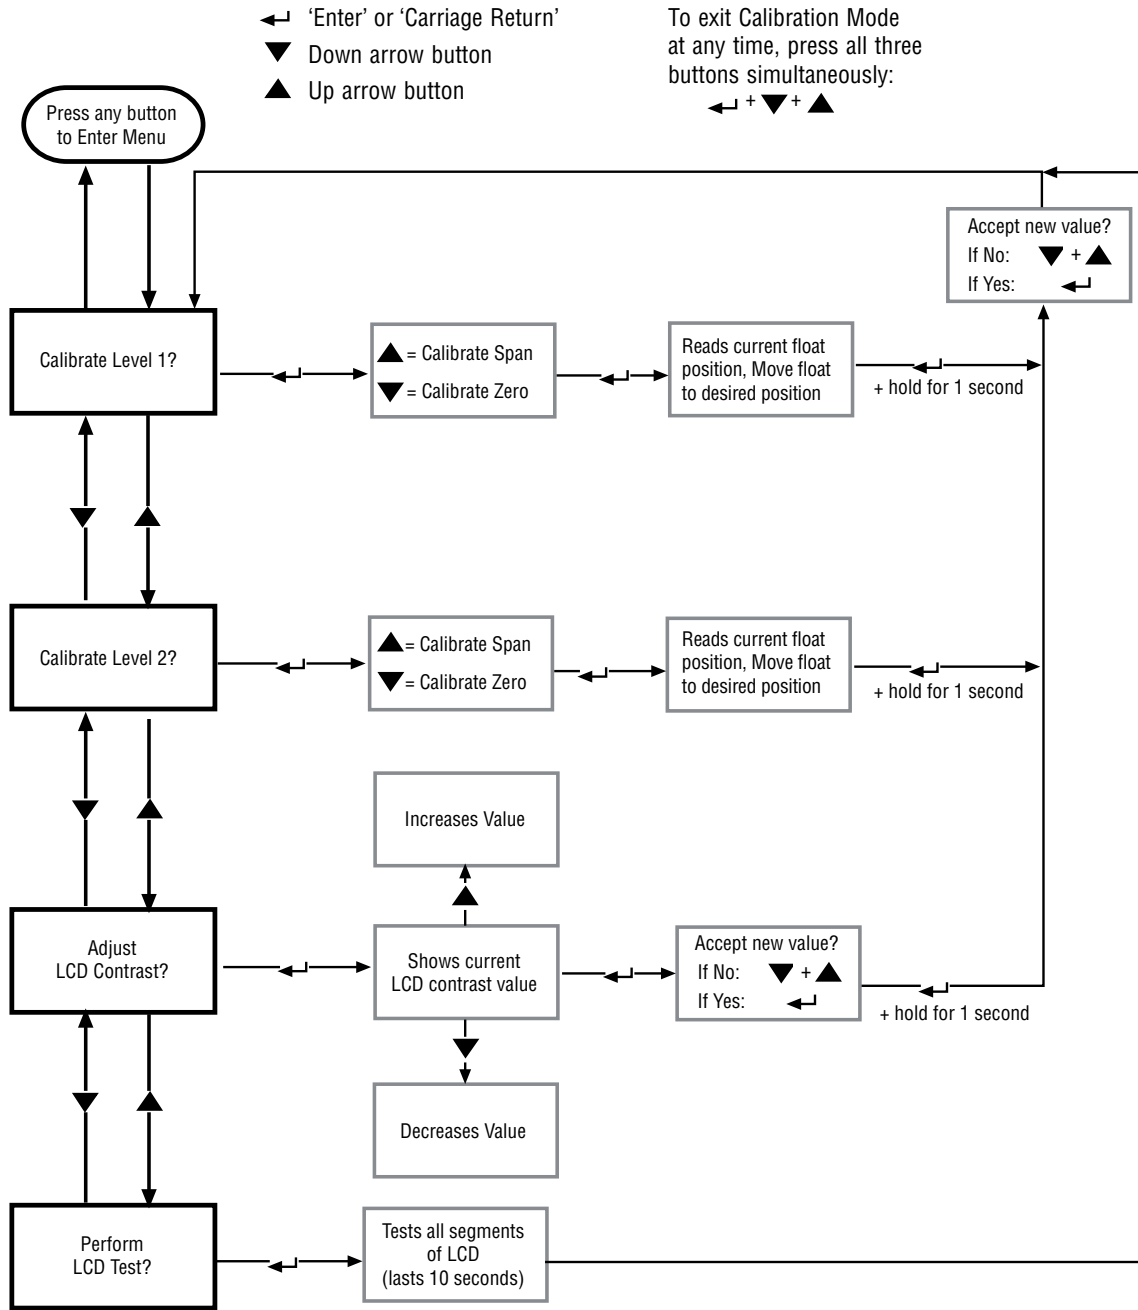 ‘Enter’ or ‘Carriage Return’
Down arrow button
Up arrow button
To exit Calibration Mode
at any time, press all three
buttons simultaneously:
+ +
Press any button
to Enter Menu
Accept new value?
If No: +
If Yes:
Calibrate Level 1?
= Calibrate Span
= Calibrate Zero
Reads current float
position, Move float
to desired position
+ hold for 1 second
Calibrate Level 2?
= Calibrate Span
= Calibrate Zero
Reads current float
position, Move float
to desired position
+ hold for 1 second
Increases Value
Adjust
LCD Contrast?
Shows current
LCD contrast value
Accept new value?
If No: +
If Yes:
+ hold for 1 second
Decreases Value
Perform
LCD Test?
Tests all segments
of LCD
(lasts 10 seconds)